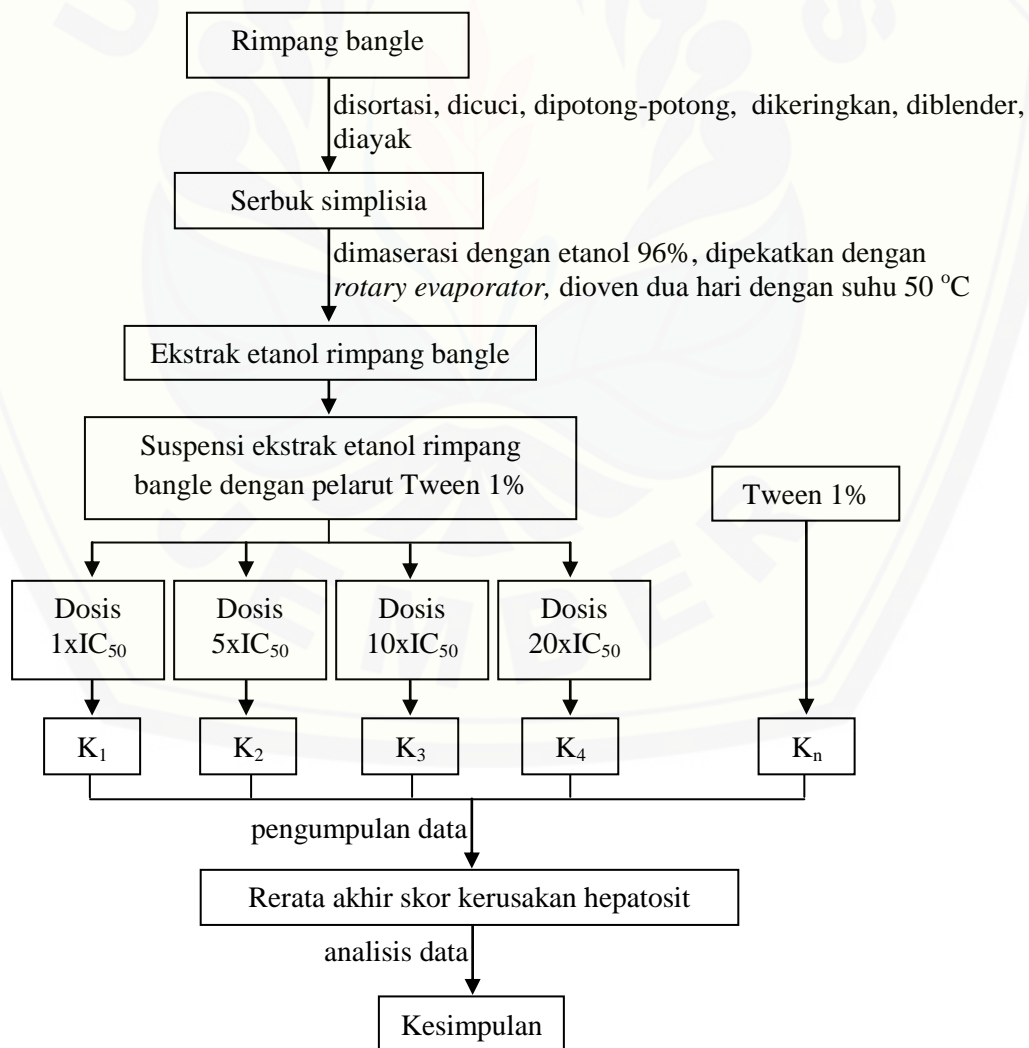 Rimpang bangle
disortasi, dicuci, dipotong-potong, dikeringkan, diblender,
diayak
Serbuk simplisia
dimaserasi dengan etanol 96%, dipekatkan dengan
rotary evaporator, dioven dua hari dengan suhu 50 °C
Ekstrak etanol rimpang bangle
Suspensi ekstrak etanol rimpang
bangle dengan pelarut Tween 1%
Tween 1%
Dosis
1xIC₅₀
Dosis
5xIC₅₀
Dosis
10xIC₅₀
Dosis
20xIC₅₀
K₁
K₂
K₃
K₄
Kₙ
pengumpulan data
Rerata akhir skor kerusakan hepatosit
analisis data
Kesimpulan
JEMBER